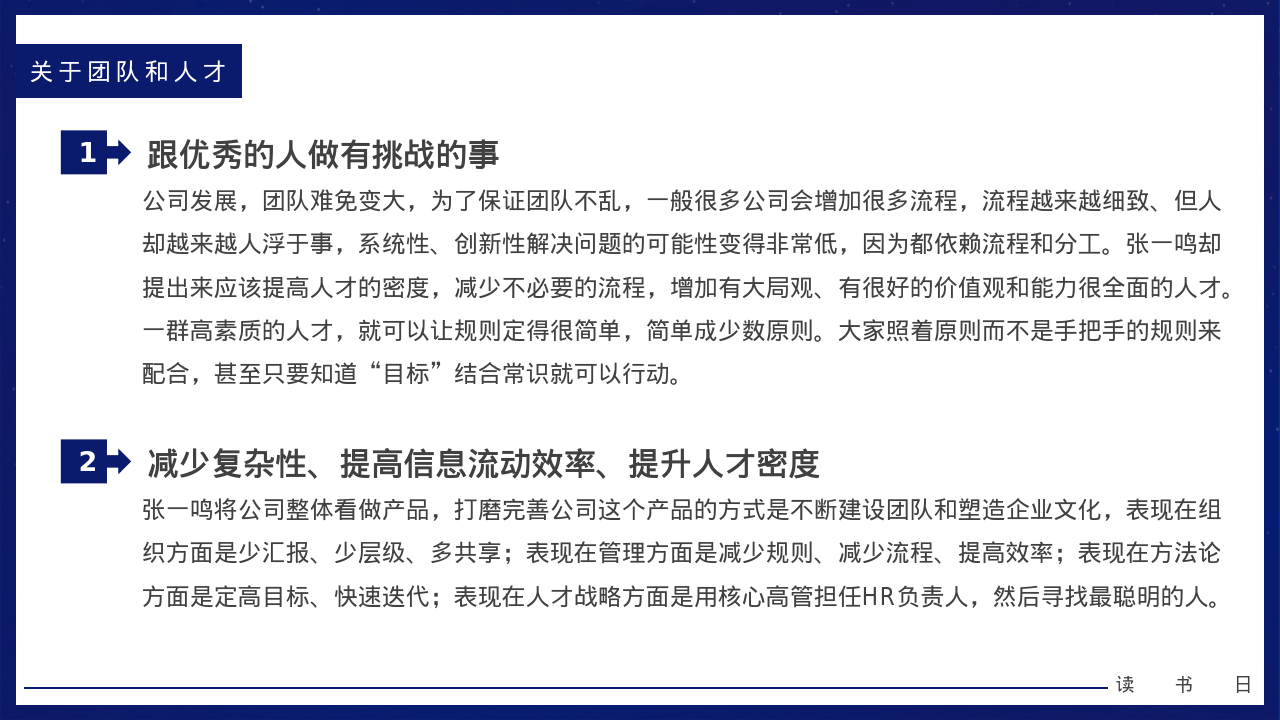 关于团队和人才
1 跟优秀的人做有挑战的事
公司发展，团队难免变大，为了保证团队不乱，一般很多公司会增加很多流程，流程越来越细致、但人
却越来越人浮于事，系统性、创新性解决问题的可能性变得非常低，因为都依赖流程和分工。张一鸣却
提出来应该提高人才的密度，减少不必要的流程，增加有大局观、有很好的价值观和能力很全面的人才。
一群高素质的人才，就可以让规则定得很简单，简单成少数原则。大家照着原则而不是手把手的规则来
配合，甚至只要知道“目标”结合常识就可以行动。
2 减少复杂性、提高信息流动效率、提升人才密度
张一鸣将公司整体看做产品，打磨完善公司这个产品的方式是不断建设团队和塑造企业文化，表现在组
织方面是少汇报、少层级、多共享；表现在管理方面是减少规则、减少流程、提高效率；表现在方法论
方面是定高目标、快速迭代；表现在人才战略方面是用核心高管担任HR负责人，然后寻找最聪明的人。
读 书 日